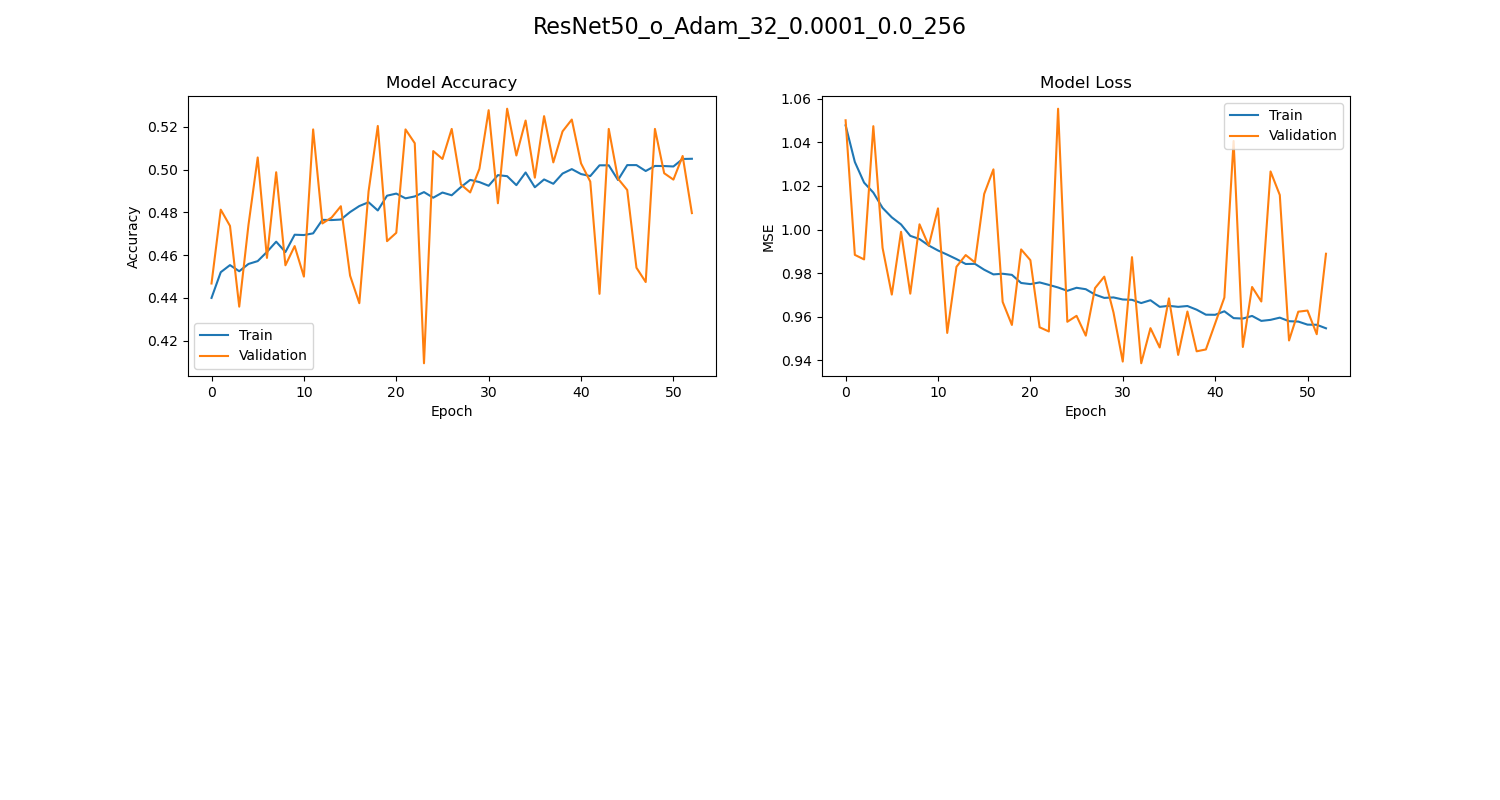 ResNet50_o_Adam_32_0.0001_0.0_256
Model Accuracy
Accuracy
0.52
0.50
0.48
0.46
0.44
0.42
Train
Validation
0 10 20 30 40 50
Epoch
Model Loss
MSE
1.06
1.04
1.02
1.00
0.98
0.96
0.94
Train
Validation
0 10 20 30 40 50
Epoch